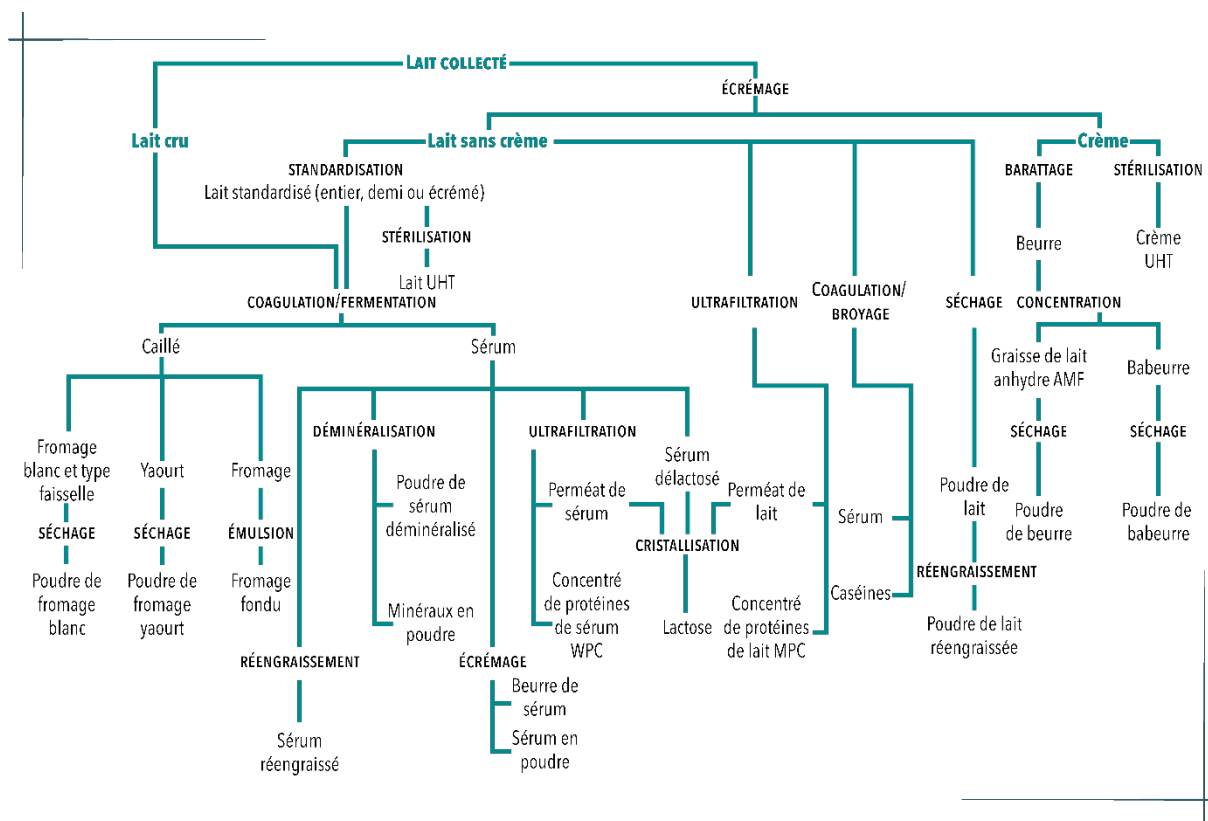 LAIT COLLECTÉ
ÉCRÉMAGE
Lait cru
Lait sans crème
Crème
STANDARDISATION
Lait standardisé (entier, demi ou écrémé)
BARATTAGE
STÉRILISATION
STÉRILISATION
Beurre
Crème
UHT
Lait UHT
COAGULATION/FERMENTATION
ULTRAFILTRATION
COAGULATION/
BROYAGE
SÉCHAGE
CONCENTRATION
Caillé
Sérum
Graisse de lait
anhydre AMF
Babeurre
DÉMINÉRALISATION
ULTRAFILTRATION
SÉCHAGE
SÉCHAGE
Fromage
blanc et type
faisselle
Yaourt
Fromage
Sérum
délactosé
Poudre de
sérum
déminéralisé
Perméat de
sérum
Perméat de
lait
Sérum
Poudre de
lait
Poudre
de beurre
Poudre de
babeurre
SÉCHAGE
SÉCHAGE
ÉMULSION
CRISTALLISATION
RÉENGRAISSEMENT
Poudre de
fromage
blanc
Poudre de
fromage
yaourt
Fromage
fondu
Minéraux en
poudre
Concentré
de protéines
de sérum
WPC
Lactose
Concentré
de protéines
de lait MPC
Caséines
Poudre de lait
réengraissée
RÉENGRAISSEMENT
ÉCRÉMAGE
Beurre de
sérum
Sérum
réengraissé
Sérum en
poudre